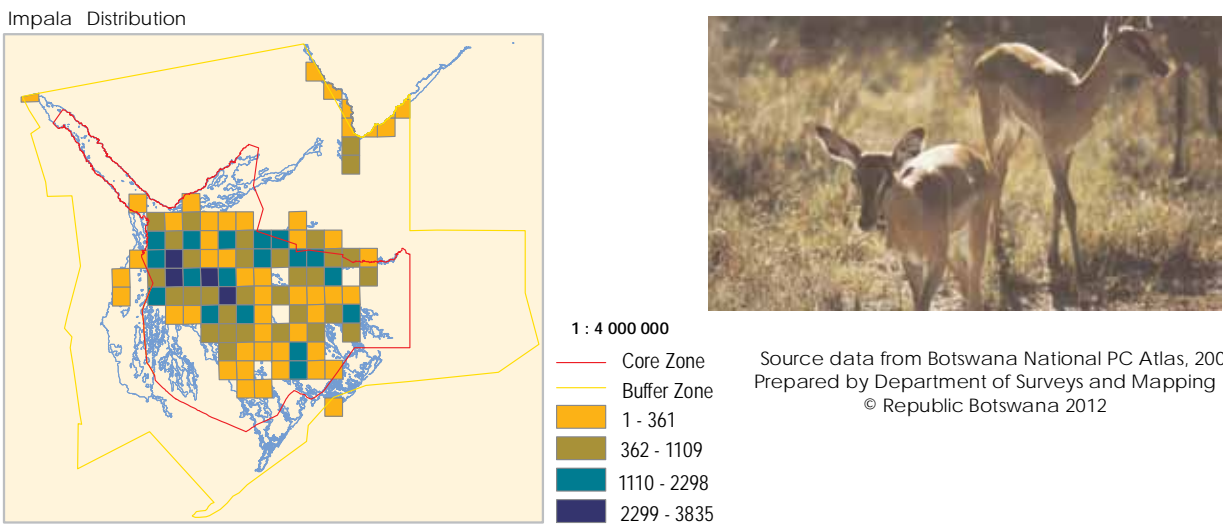 Impala Distribution
1 : 4 000 000
Core Zone
Buffer Zone
1 - 361
362 - 1109
1110 - 2298
2299 - 3835
Source data from Botswana National PC Atlas,
Prepared by Department of Surveys and Mapping
© Republic Botswana 2012